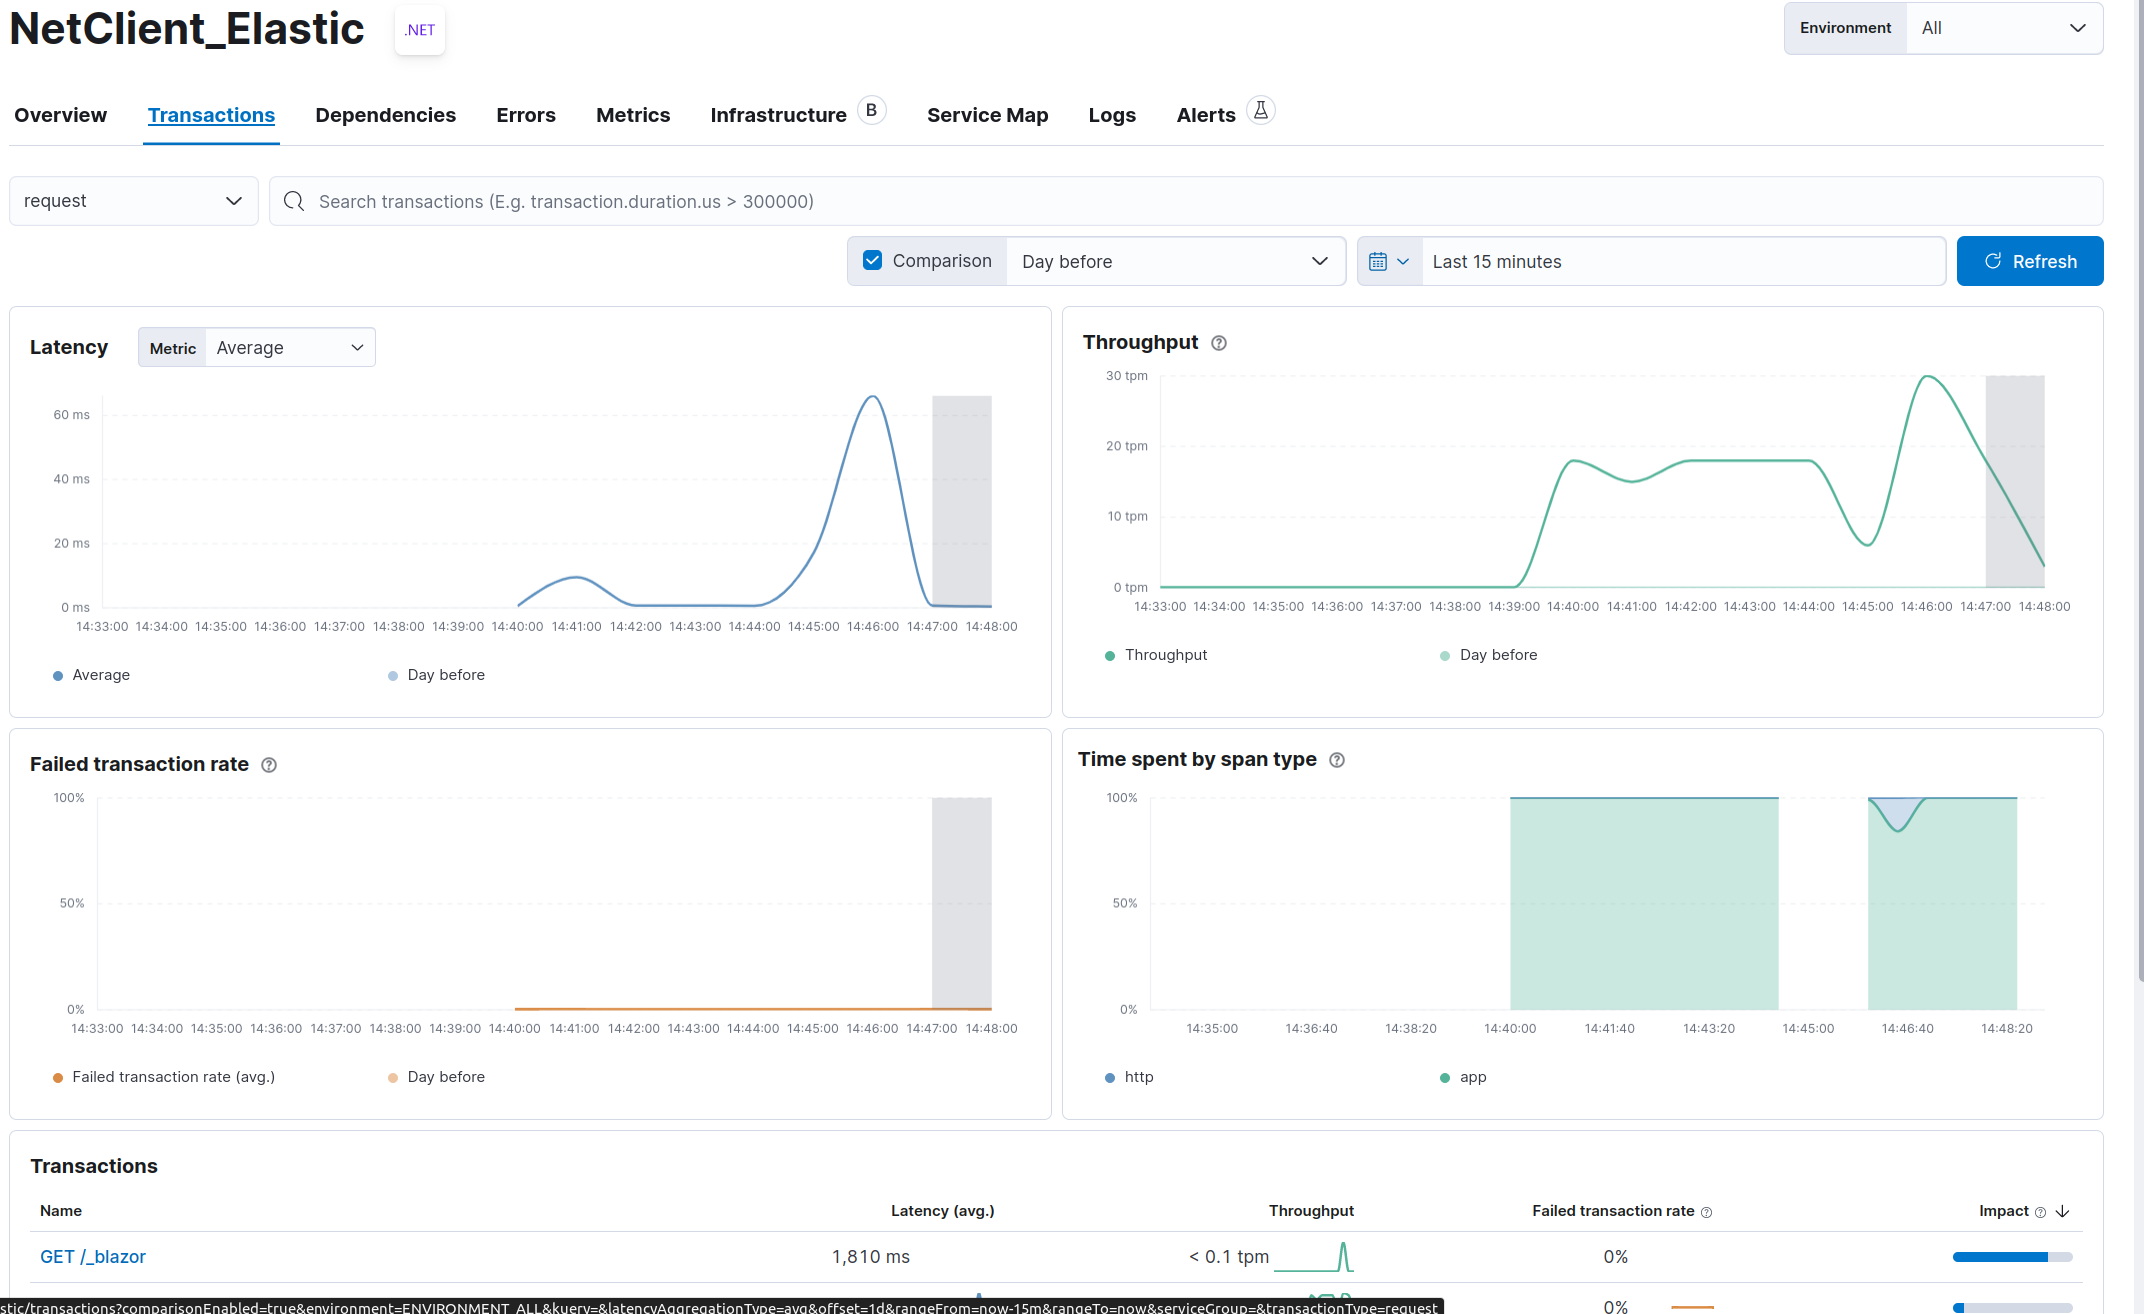 NetClient_Elastic .NET Environment All
Overview Transactions Dependencies Errors Metrics Infrastructure B Service Map Logs Alerts
request Search transactions (E.g. transaction.duration.us > 300000)
Comparison Day before Last 15 minutes Refresh
Latency Metric Average
60 ms
40 ms
20 ms
0 ms
14:33:00 14:34:00 14:35:00 14:36:00 14:37:00 14:38:00 14:39:00 14:40:00 14:41:00 14:42:00 14:43:00 14:44:00 14:45:00 14:46:00 14:47:00 14:48:00
Average Day before
Throughput
30 tpm
20 tpm
10 tpm
0 tpm
14:33:00 14:34:00 14:35:00 14:36:00 14:37:00 14:38:00 14:39:00 14:40:00 14:41:00 14:42:00 14:43:00 14:44:00 14:45:00 14:46:00 14:47:00 14:48:00
Throughput Day before
Failed transaction rate
100%
50%
0%
14:33:00 14:34:00 14:35:00 14:36:00 14:37:00 14:38:00 14:39:00 14:40:00 14:41:00 14:42:00 14:43:00 14:44:00 14:45:00 14:46:00 14:47:00 14:48:00
Failed transaction rate (avg.) Day before
Time spent by span type
100%
50%
0%
14:35:00 14:36:40 14:38:20 14:40:00 14:41:40 14:43:20 14:45:00 14:46:40 14:48:20
http app
Transactions
Name Latency (avg.) Throughput Failed transaction rate Impact
GET /_blazor 1,810 ms < 0.1 tpm 0%
0%
stic/transactions?comparisonEnabled=true&environment=ENVIRONMENT_ALL&kuery=&latencyAggregationType=avg&offset=1d&rangeFrom=now-15m&rangeTo=now&serviceGroup=&transactionType=request